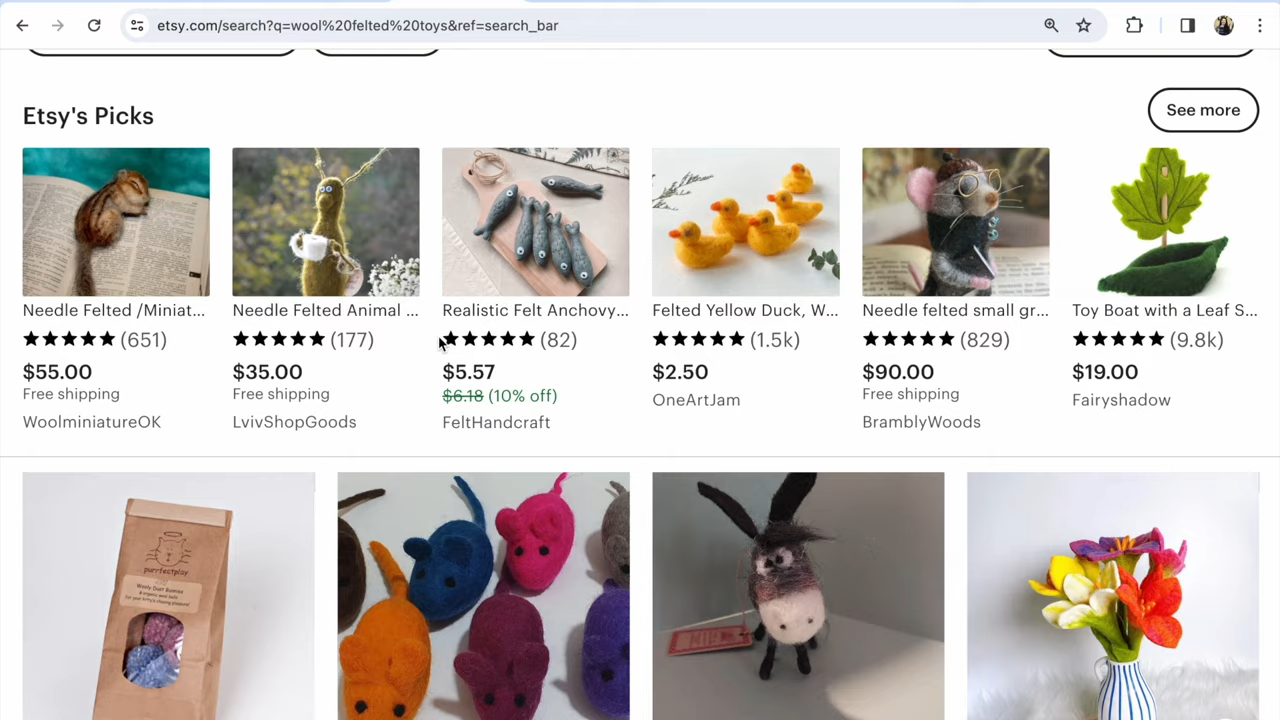 etsy.com/search?q=wool%20felted%20toys&ref=search_bar
Etsy's Picks
See more
Needle Felted /Miniat...
Needle Felted Animal ...
Realistic Felt Anchovy...
Felted Yellow Duck, W...
Needle felted small gr...
Toy Boat with a Leaf S...
(651)
(177)
(82)
(1.5k)
(829)
(9.8k)
$55.00
$35.00
$5.57
$2.50
$90.00
$19.00
Free shipping
Free shipping
$6.18 (10% off)
OneArtJam
Free shipping
Fairyshadow
WoolminiatureOK
LvivShopGoods
FeltHandcraft
BramblyWoods
purrfectplay
Wooly Dust Bunnies